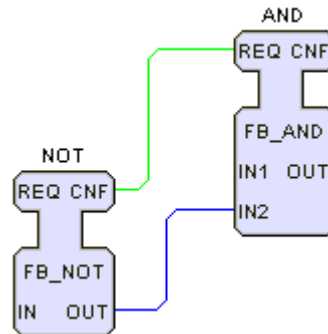 AND
REQ CNF
FB_AND
IN1 OUT
IN2
NOT
REQ CNF
FB_NOT
IN OUT